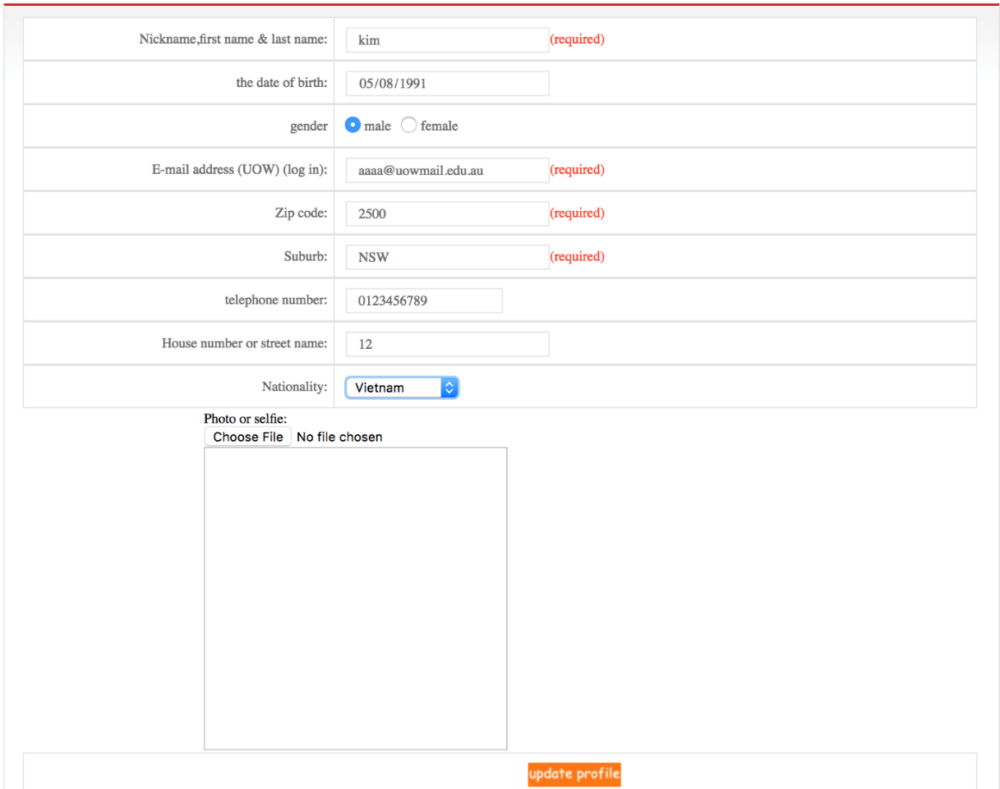 Nickname,first name & last name: kim (required)
the date of birth: 05/08/1991
gender male female
E-mail address (UOW) (log in): aaaa@uowmail.edu.au (required)
Zip code: 2500 (required)
Suburb: NSW (required)
telephone number: 0123456789
House number or street name: 12
Nationality: Vietnam
Photo or selfie:
Choose File No file chosen
update profile